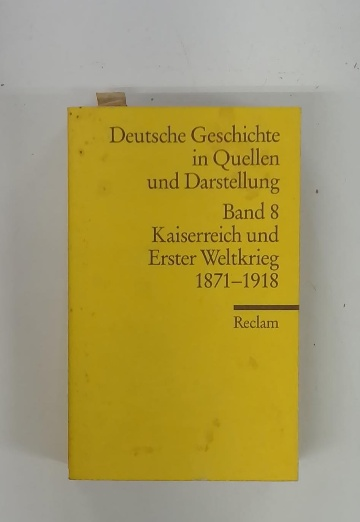 Deutsche Geschichte
in Quellen
und Darstellung
Band 8
Kaiserreich und
Erster Weltkrieg
1871–1918
Reclam